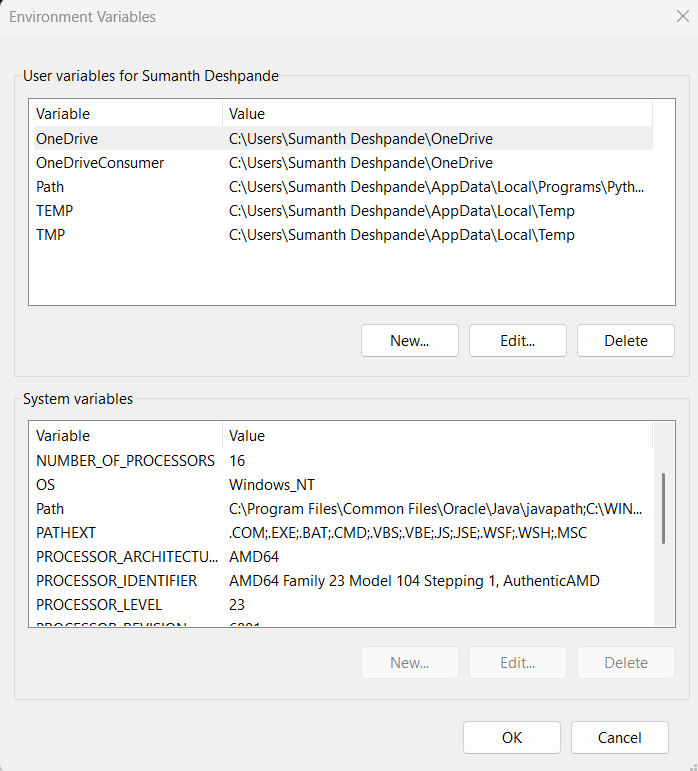 Environment Variables
User variables for Sumanth Deshpande
Variable Value
OneDrive C:\Users\Sumanth Deshpande\OneDrive
OneDriveConsumer C:\Users\Sumanth Deshpande\OneDrive
Path C:\Users\Sumanth Deshpande\AppData\Local\Programs\Pyth...
TEMP C:\Users\Sumanth Deshpande\AppData\Local\Temp
TMP C:\Users\Sumanth Deshpande\AppData\Local\Temp
New... Edit... Delete
System variables
Variable Value
NUMBER_OF_PROCESSORS 16
OS Windows_NT
Path C:\Program Files\Common Files\Oracle\Java\javapath;C:\WIN...
PATHEXT .COM;.EXE;.BAT;.CMD;.VBS;.VBE;.JS;.JSE;.WSF;.WSH;.MSC
PROCESSOR_ARCHITECTU... AMD64
PROCESSOR_IDENTIFIER AMD64 Family 23 Model 104 Stepping 1, AuthenticAMD
PROCESSOR_LEVEL 23
PROCESSOR_REVISION 6801
New... Edit... Delete
OK Cancel